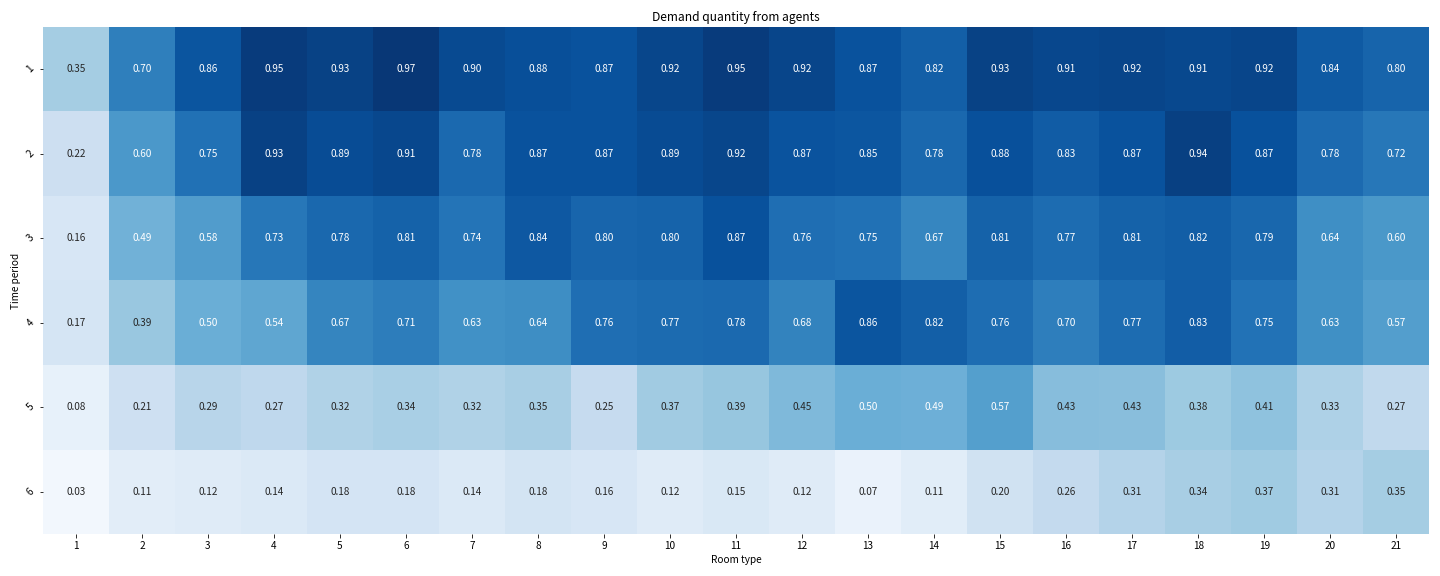 Demand quantity from agents
Time period
1 0.35 0.70 0.86 0.95 0.93 0.97 0.90 0.88 0.87 0.92 0.95 0.92 0.87 0.82 0.93 0.91 0.92 0.91 0.92 0.84 0.80
2 0.22 0.60 0.75 0.93 0.89 0.91 0.78 0.87 0.87 0.89 0.92 0.87 0.85 0.78 0.88 0.83 0.87 0.94 0.87 0.78 0.72
3 0.16 0.49 0.58 0.73 0.78 0.81 0.74 0.84 0.80 0.80 0.87 0.76 0.75 0.67 0.81 0.77 0.81 0.82 0.79 0.64 0.60
4 0.17 0.39 0.50 0.54 0.67 0.71 0.63 0.64 0.76 0.77 0.78 0.68 0.86 0.82 0.76 0.70 0.77 0.83 0.75 0.63 0.57
5 0.08 0.21 0.29 0.27 0.32 0.34 0.32 0.35 0.25 0.37 0.39 0.45 0.50 0.49 0.57 0.43 0.43 0.38 0.41 0.33 0.27
6 0.03 0.11 0.12 0.14 0.18 0.18 0.14 0.18 0.16 0.12 0.15 0.12 0.07 0.11 0.20 0.26 0.31 0.34 0.37 0.31 0.35
1 2 3 4 5 6 7 8 9 10 11 12 13 14 15 16 17 18 19 20 21
Room type